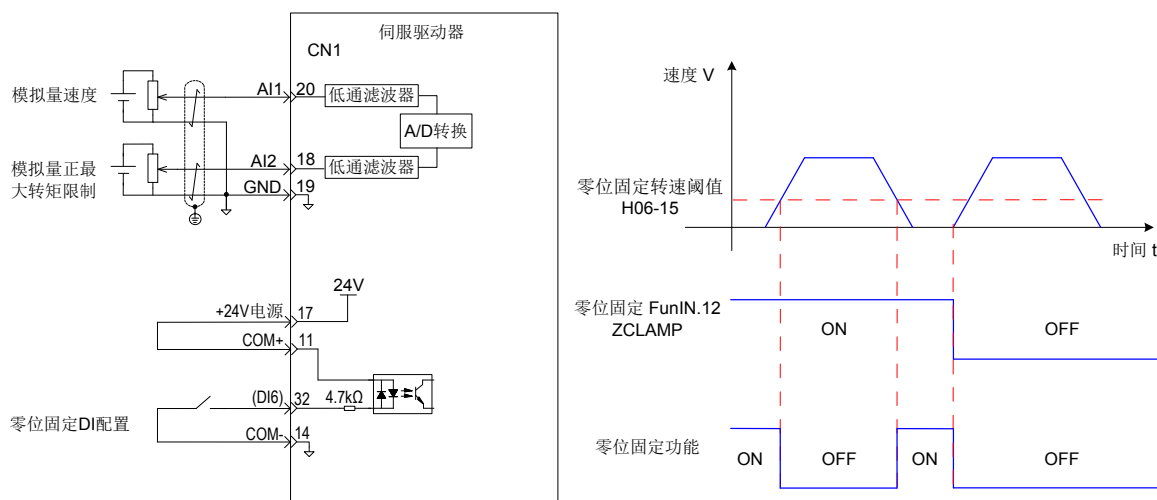 伺服驱动器
CN1
模拟量速度
AI1
20
低通滤波器
A/D转换
模拟量正最
大转矩限制
AI2
18
低通滤波器
GND
19
24V
+24V电源
17
COM+
11
零位固定DI配置
(DI6)
32
4.7kΩ
COM-
14
速度 V
零位固定转速阈值
H06-15
时间 t
零位固定 FunIN.12
ZCLAMP
ON
OFF
零位固定功能
ON
OFF
ON
OFF